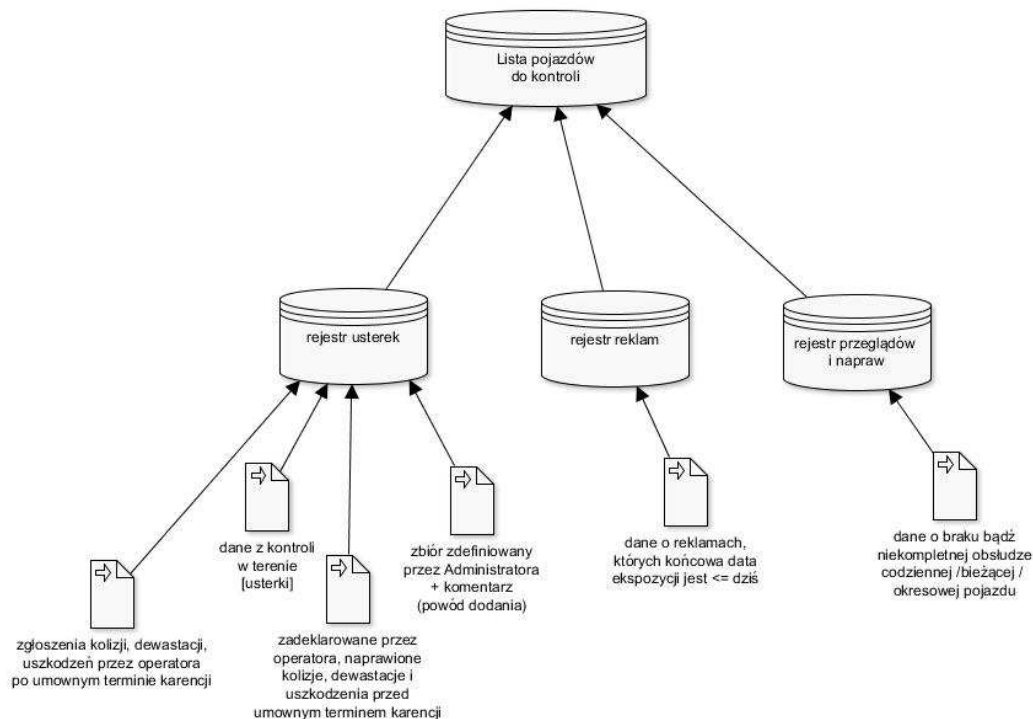 Lista pojazdów
do kontroli
rejestr usterek
rejestr reklam
rejestr przeglądów
i napraw
dane z kontroli
w terenie
[usterki]
zbiór zdefiniowany
przez Administratora
+ komentarz
(powód dodania)
dane o reklamach,
których końcowa data
ekspozycji jest <= dziś
dane o braku bądź
niekompletnej obsłudze
codziennej /bieżącej /
okresowej pojazdu
zgłoszenia kolizji, dewastacji,
uszkodzeń przez operatora
po umownym terminie karencji
zadeklarowane przez
operatora, naprawione
kolizje, dewastacje i
uszkodzenia przed
umownym terminem karencji